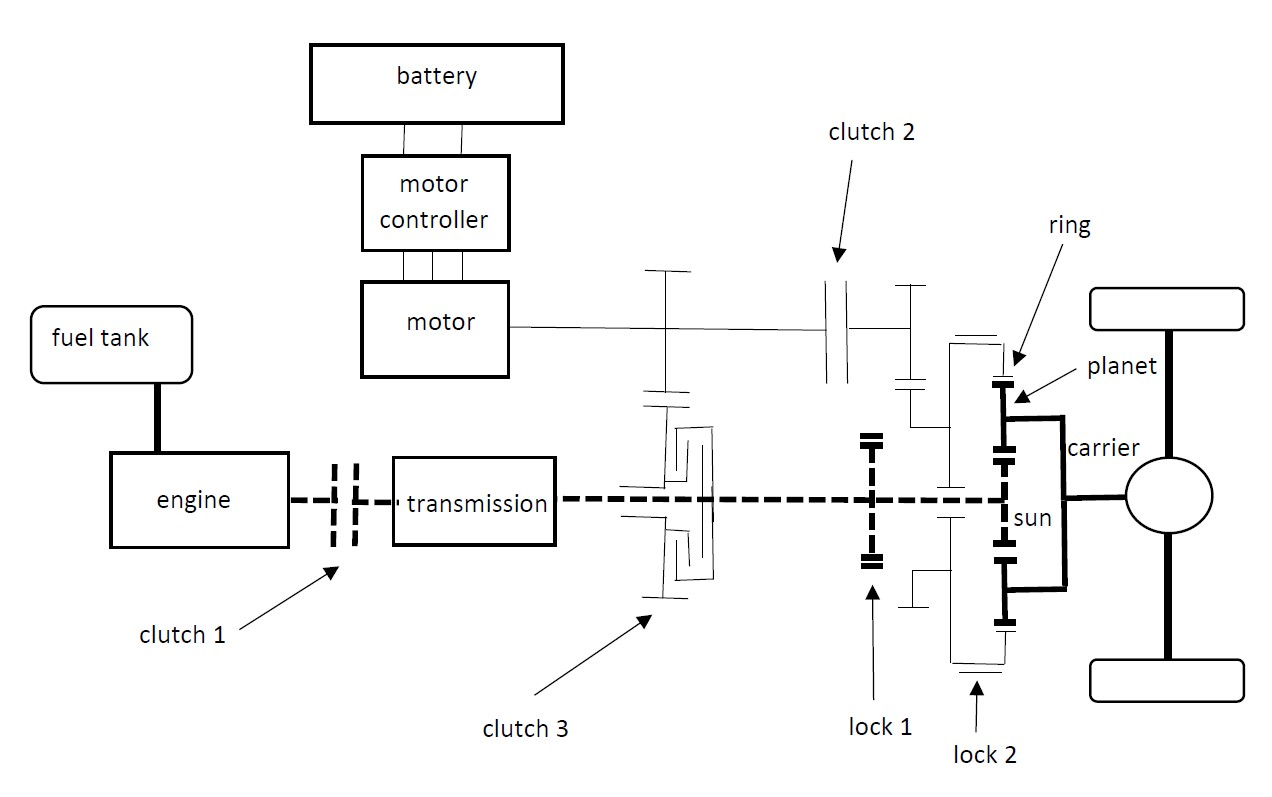 battery
clutch 2
motor
controller
ring
motor
fuel tank
planet
carrier
engine
transmission
sun
clutch 1
clutch 3
lock 1
lock 2